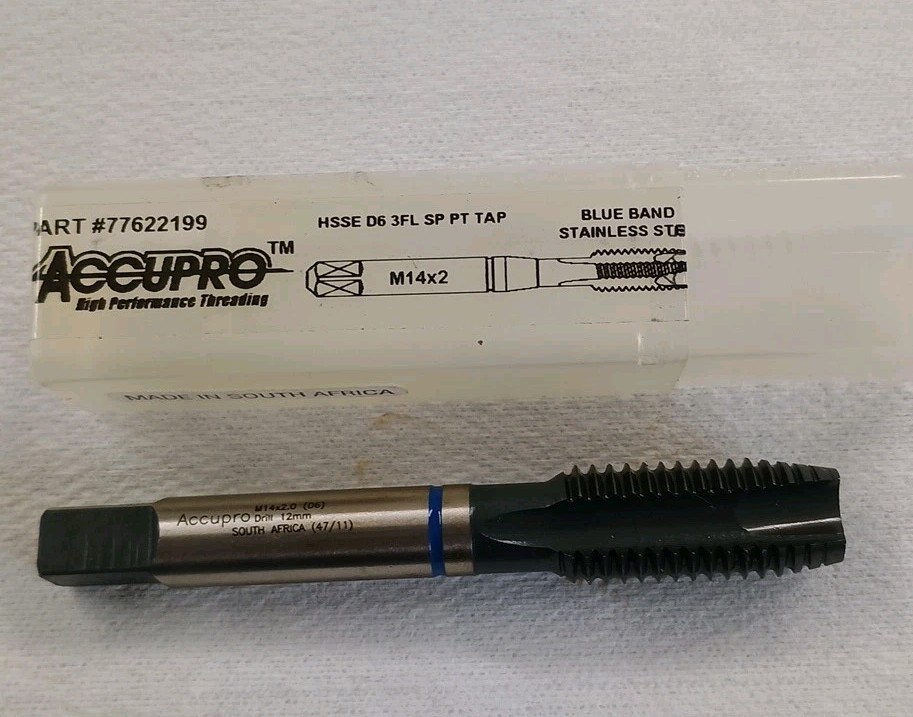 ART #77622199
HSSE D6 3FL SP PT TAP
BLUE BAND
STAINLESS STE
ACCUPRO™
High Performance Threading
M14x2
MADE IN SOUTH AFRICA
M14x2.0 (D6)
Accupro Drill 12mm
SOUTH AFRICA (47/11)